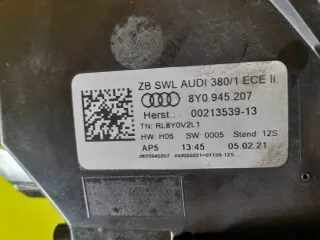 ZB SWL AUDI 380/1 ECE li.
8Y0 945 207
Herst.: 00213539-13
TN: RL8Y0V2L1
HW: H06 SW: 0005 Stand: 12S
AP5 13:45 05.02.21